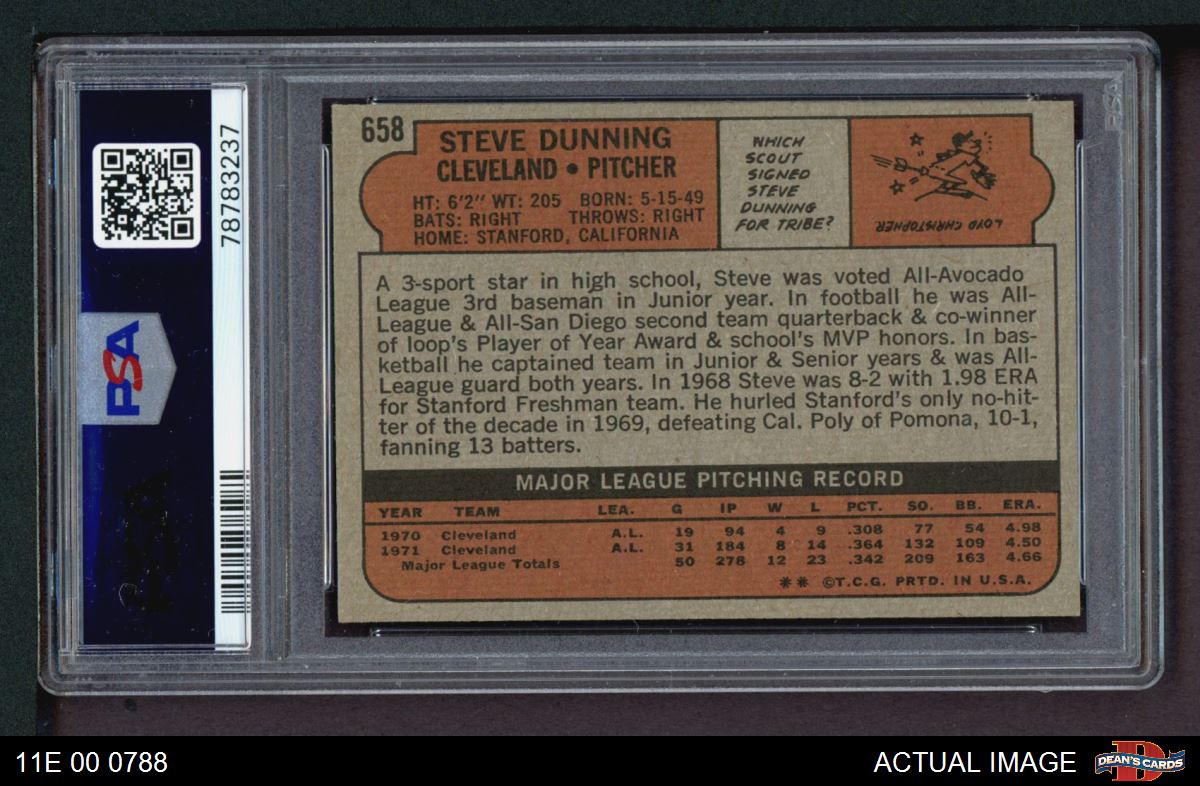 PSA
78783237
PSA
658
STEVE DUNNING
CLEVELAND • PITCHER
HT: 6'2" WT: 205 BORN: 5-15-49
BATS: RIGHT THROWS: RIGHT
HOME: STANFORD, CALIFORNIA
WHICH
SCOUT
SIGNED
STEVE
DUNNING
FOR TRIBE?
LOYD CHRISTOPHER
A 3-sport star in high school, Steve was voted All-Avocado
League 3rd baseman in Junior year. In football he was All-
League & All-San Diego second team quarterback & co-winner
of loop's Player of Year Award & school's MVP honors. In bas-
ketball he captained team in Junior & Senior years & was All-
League guard both years. In 1968 Steve was 8-2 with 1.98 ERA
for Stanford Freshman team. He hurled Stanford's only no-hit-
ter of the decade in 1969, defeating Cal. Poly of Pomona, 10-1,
fanning 13 batters.
MAJOR LEAGUE PITCHING RECORD
YEAR TEAM LEA. G IP W L PCT. SO. BB. ERA.
1970 Cleveland A.L. 19 94 4 9 .308 77 54 4.98
1971 Cleveland A.L. 31 184 8 14 .364 132 109 4.50
Major League Totals 50 278 12 23 .342 209 163 4.66
** ©T.C.G. PRTD. IN U.S.A.
11E 00 0788
ACTUAL IMAGE
D
DEAN'S CARDS